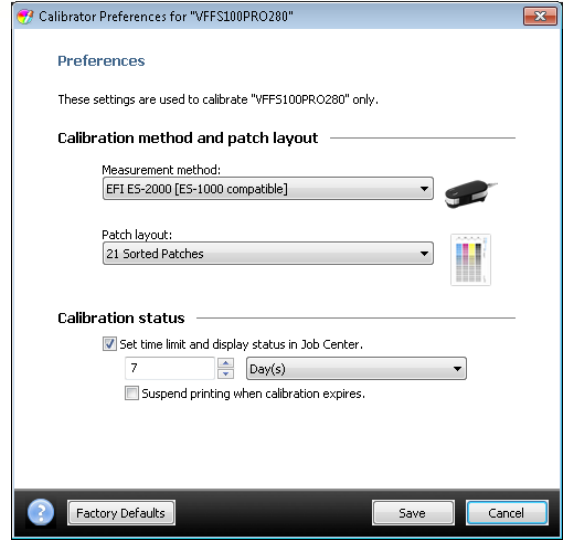 Calibrator Preferences for "VFFS100PRO280"
Preferences
These settings are used to calibrate "VFFS100PRO280" only.
Calibration method and patch layout
Measurement method:
EFI ES-2000 [ES-1000 compatible]
Patch layout:
21 Sorted Patches
Calibration status
Set time limit and display status in Job Center.
7 Day(s)
Suspend printing when calibration expires.
? Factory Defaults Save Cancel